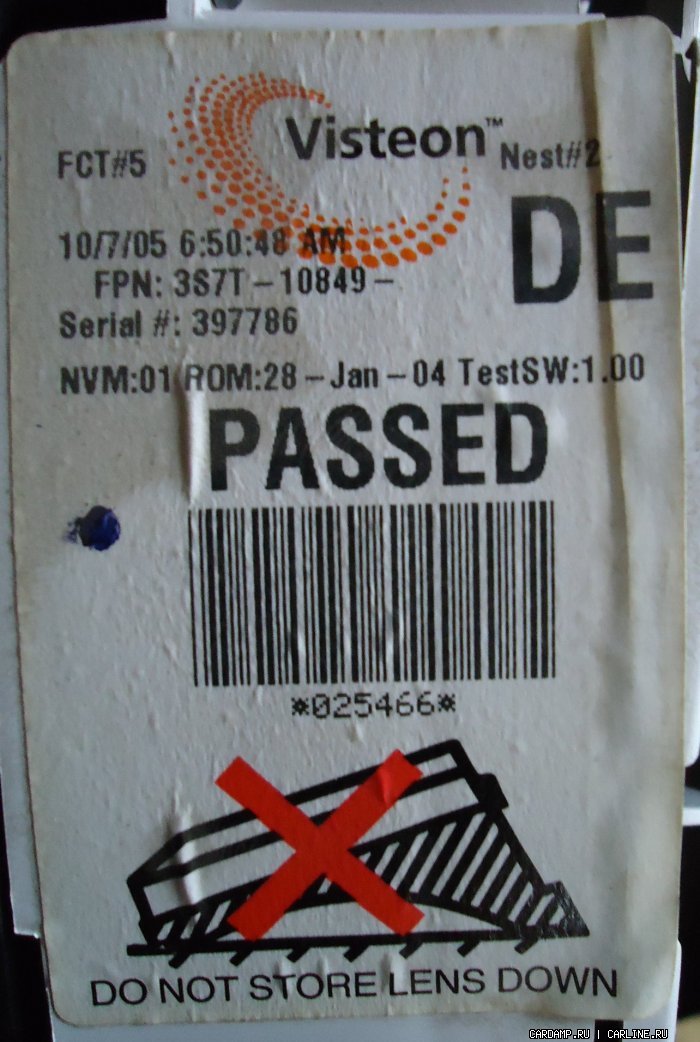 Visteon™
FCT#5
Nest#2
DE
10/7/05 6:50:48 AM
FPN: 3S7T-10849-
Serial #: 397786
NVM:01 ROM:28-Jan-04 TestSW:1.00
PASSED
*025466*
DO NOT STORE LENS DOWN
CARDAMP.RU | CARLINE.RU